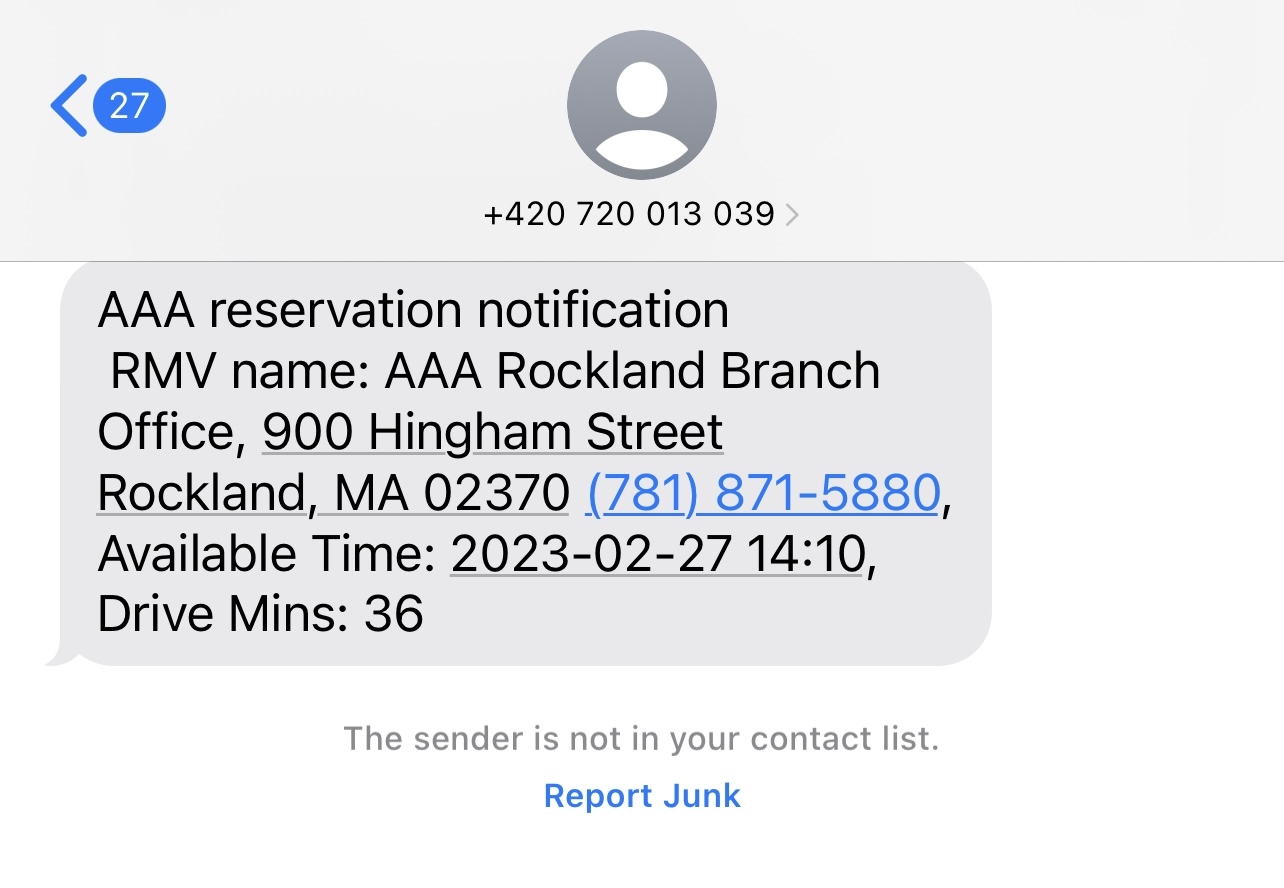 27
+420 720 013 039
AAA reservation notification
RMV name: AAA Rockland Branch
Office, 900 Hingham Street
Rockland, MA 02370 (781) 871-5880,
Available Time: 2023-02-27 14:10,
Drive Mins: 36
The sender is not in your contact list.
Report Junk